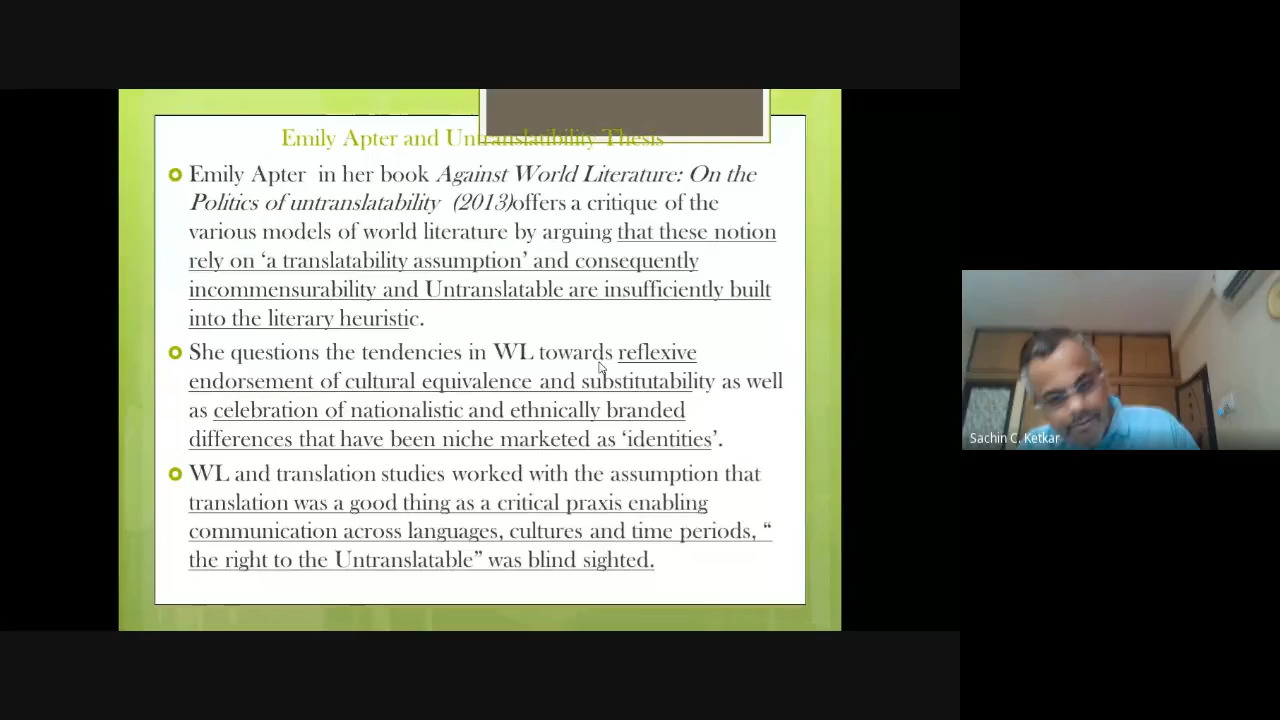 Emily Apter and Untranslatibility Thesis
Emily Apter in her book Against World Literature: On the
Politics of untranslatability (2013)offers a critique of the
various models of world literature by arguing that these notion
rely on ‘a translatability assumption’ and consequently
incommensurability and Untranslatable are insufficiently built
into the literary heuristic.
She questions the tendencies in WL towards reflexive
endorsement of cultural equivalence and substitutability as well
as celebration of nationalistic and ethnically branded
differences that have been niche marketed as ‘identities’.
WL and translation studies worked with the assumption that
translation was a good thing as a critical praxis enabling
communication across languages, cultures and time periods, “
the right to the Untranslatable” was blind sighted.
Sachin C. Ketkar